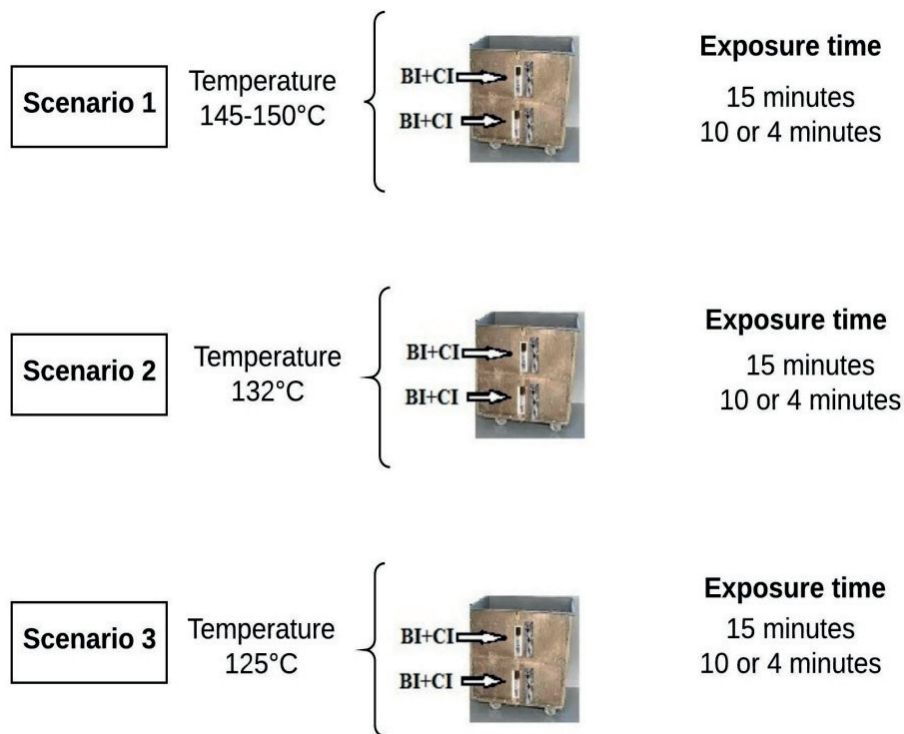 Scenario 1
Temperature
145-150°C
BI+CI
BI+CI
Exposure time
15 minutes
10 or 4 minutes
Scenario 2
Temperature
132°C
BI+CI
BI+CI
Exposure time
15 minutes
10 or 4 minutes
Scenario 3
Temperature
125°C
BI+CI
BI+CI
Exposure time
15 minutes
10 or 4 minutes